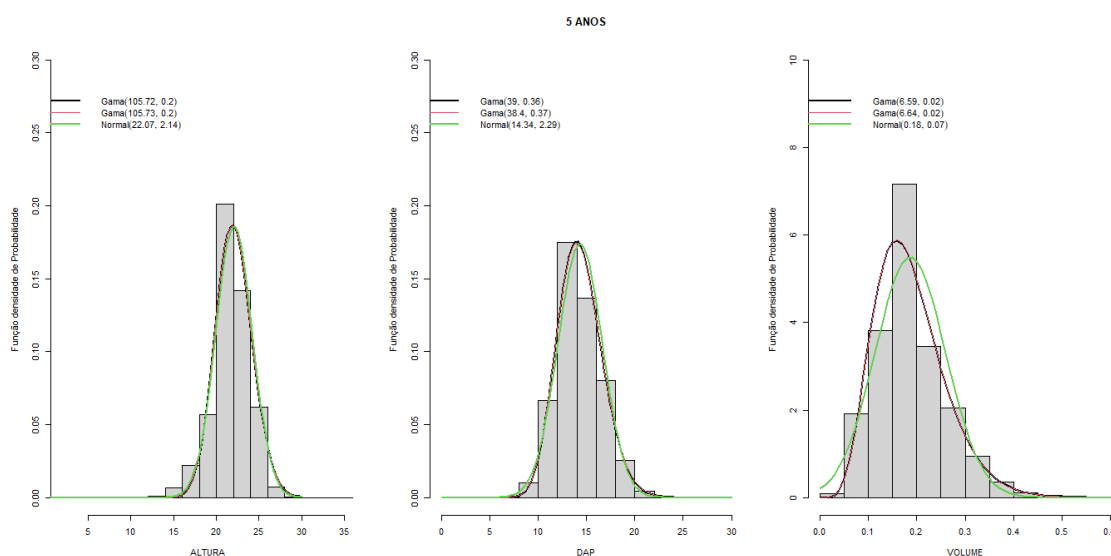 5 ANOS
Função densidade de Probabilidade
0.00 0.05 0.10 0.15 0.20 0.25 0.30
Gama(105.72, 0.2)
Gama(105.73, 0.2)
Normal(22.07, 2.14)
5 10 15 20 25 30 35
ALTURA
Função densidade de Probabilidade
0.00 0.05 0.10 0.15 0.20 0.25 0.30
Gama(39, 0.36)
Gama(38.4, 0.37)
Normal(14.34, 2.29)
0 5 10 15 20 25 30
DAP
Função densidade de Probabilidade
0 2 4 6 8 10
Gama(6.59, 0.02)
Gama(6.64, 0.02)
Normal(0.18, 0.07)
0.0 0.1 0.2 0.3 0.4 0.5
VOLUME